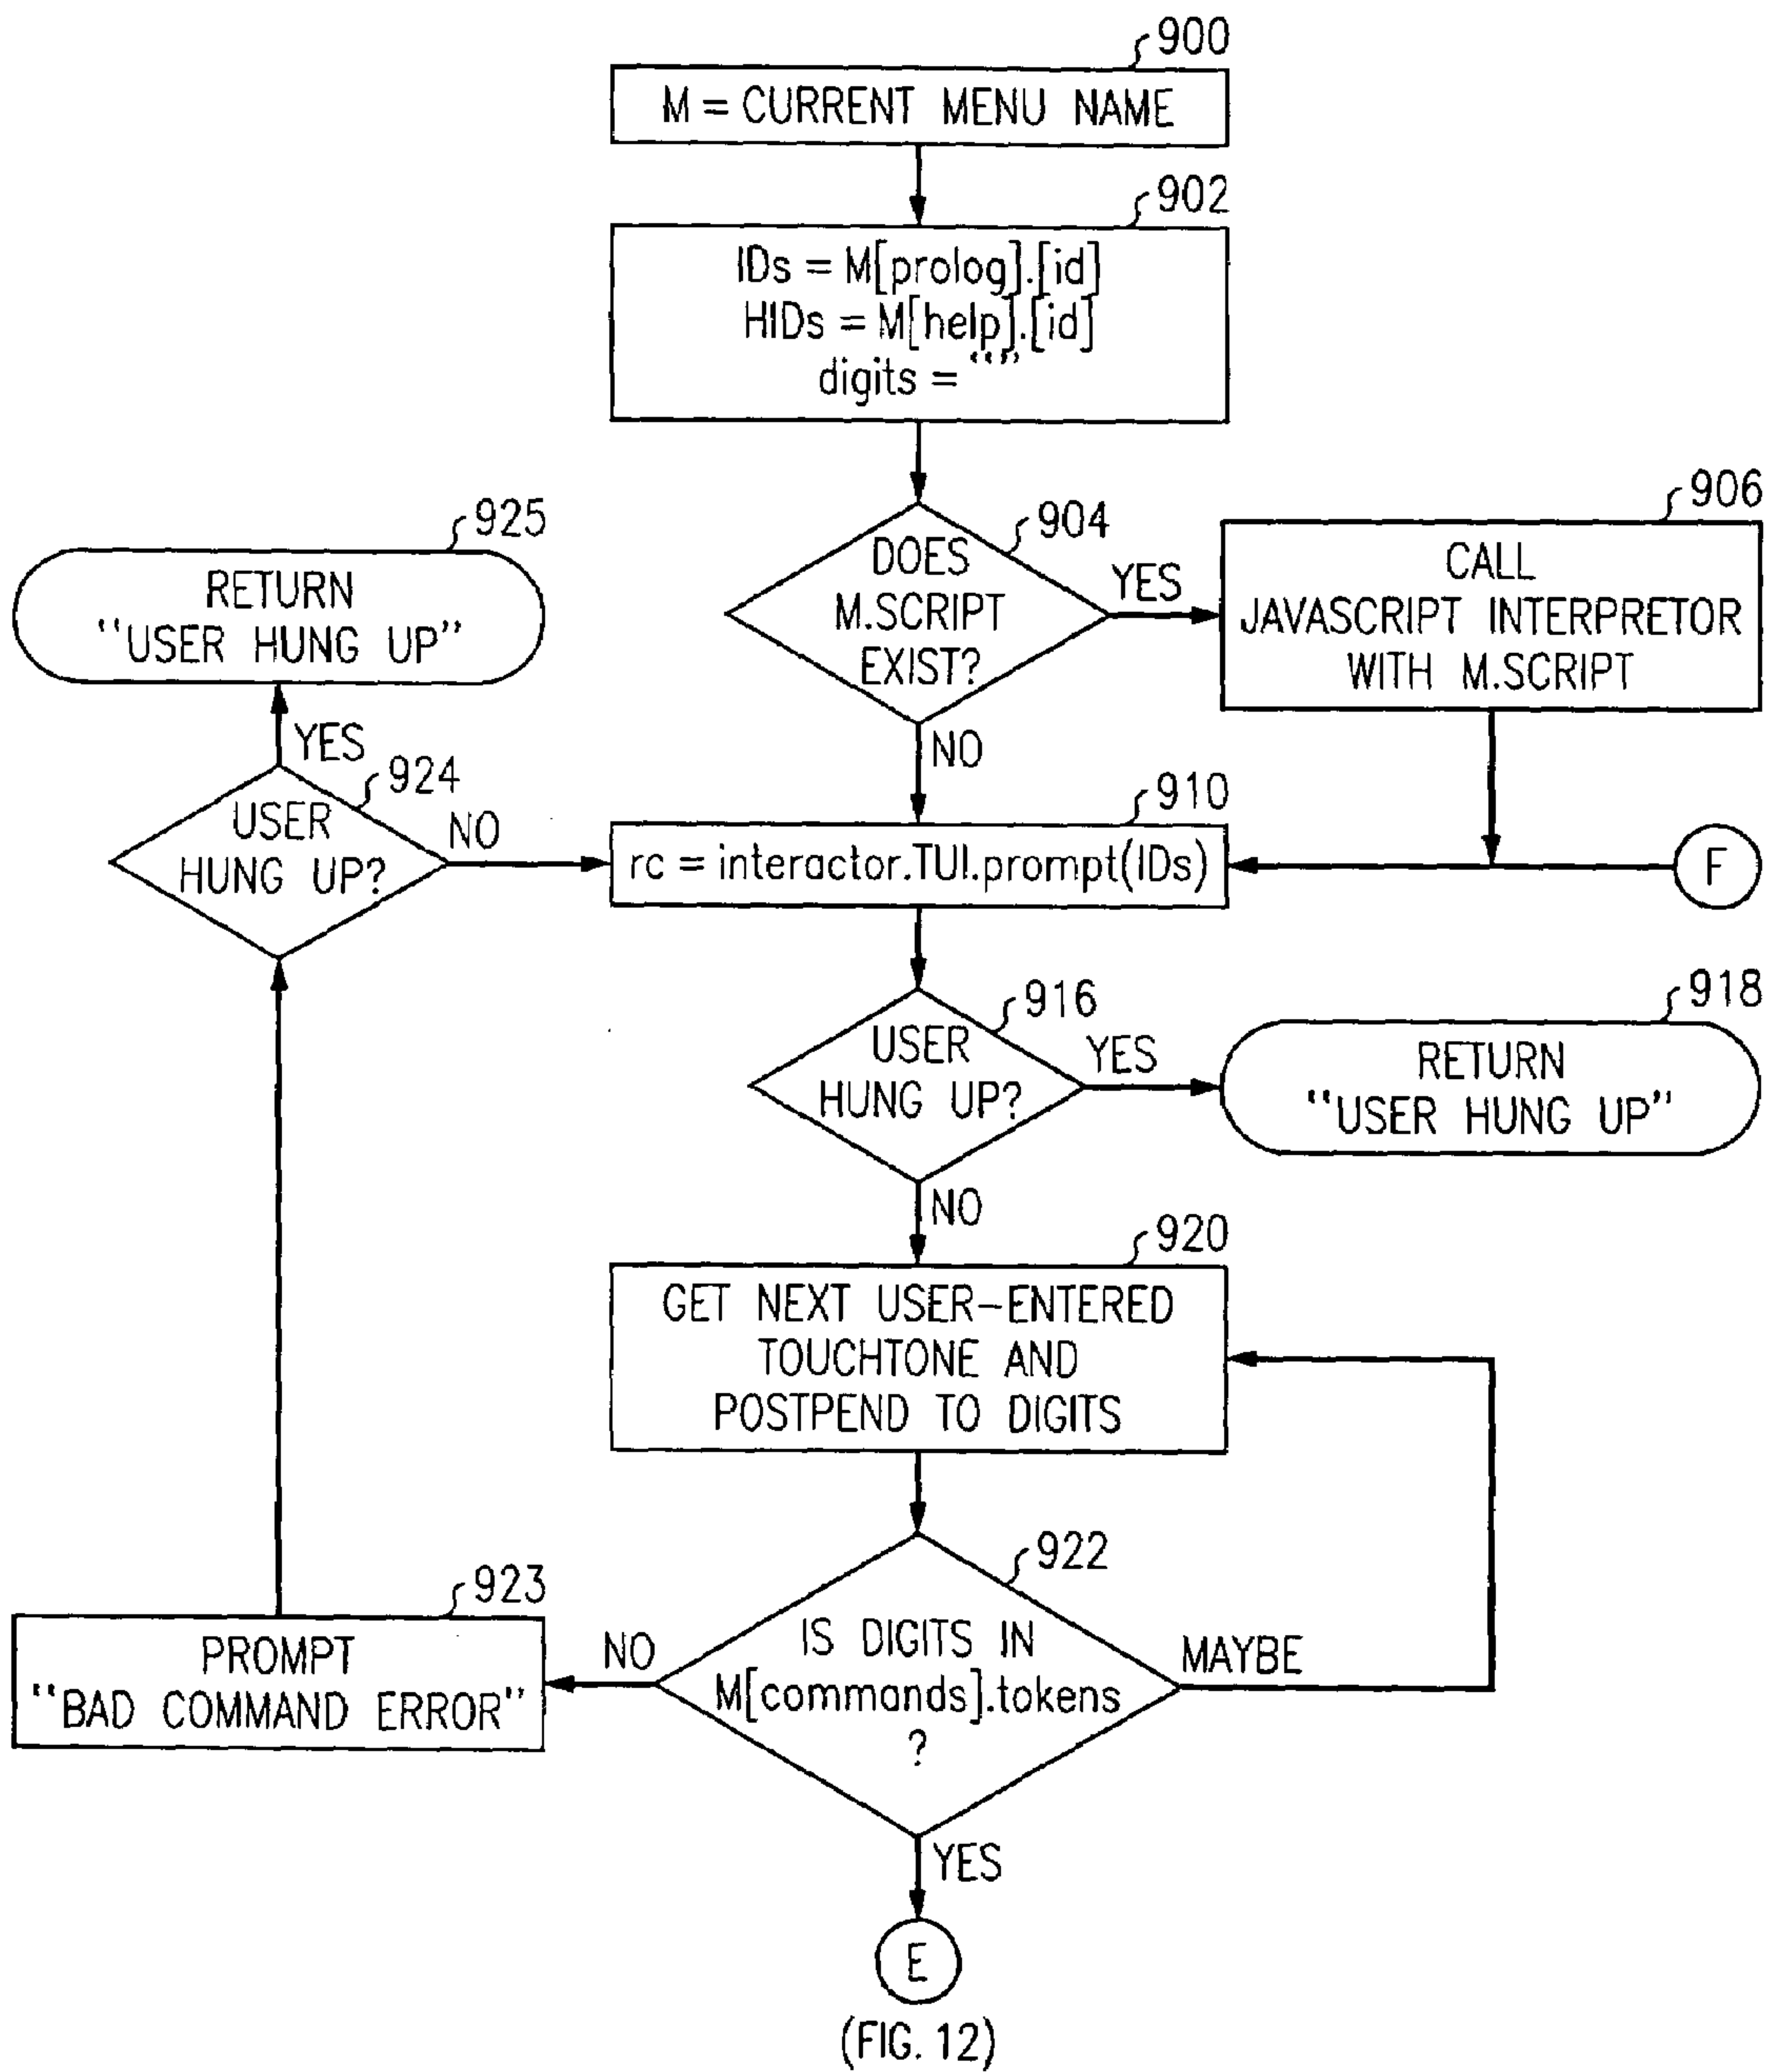 900
M = CURRENT MENU NAME
902
IDs = M[prolog].[id]
HIDs = M[help].[id]
digits = “”
904
DOES
M.SCRIPT
EXIST?
YES
NO
906
CALL
JAVASCRIPT INTERPRETOR
WITH M.SCRIPT
925
RETURN
“USER HUNG UP”
YES
924
USER
HUNG UP?
NO
910
rc = interactor.TUI.prompt(IDs)
F
916
USER
HUNG UP?
YES
NO
918
RETURN
“USER HUNG UP”
920
GET NEXT USER-ENTERED
TOUCHTONE AND
POSTPEND TO DIGITS
922
IS DIGITS IN
M[commands].tokens
?
NO
MAYBE
YES
923
PROMPT
“BAD COMMAND ERROR”
E
(FIG. 12)